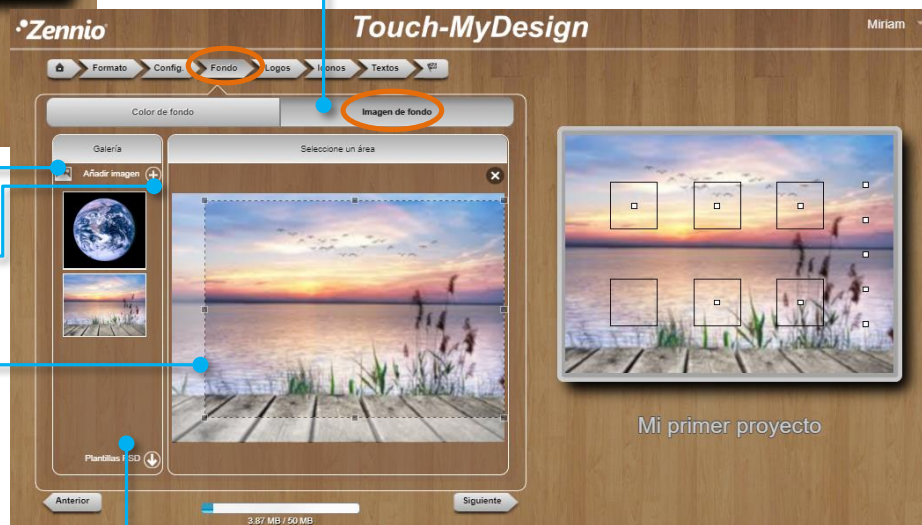 Zennio
Touch-MyDesign
Miriam
Formato
Config.
Fondo
Logos
Iconos
Textos
Color de fondo
Imagen de fondo
Galería
Seleccione un área
Añadir imagen
Mi primer proyecto
Plantillas PSD
Anterior
Siguiente
3.87 MB / 50 MB